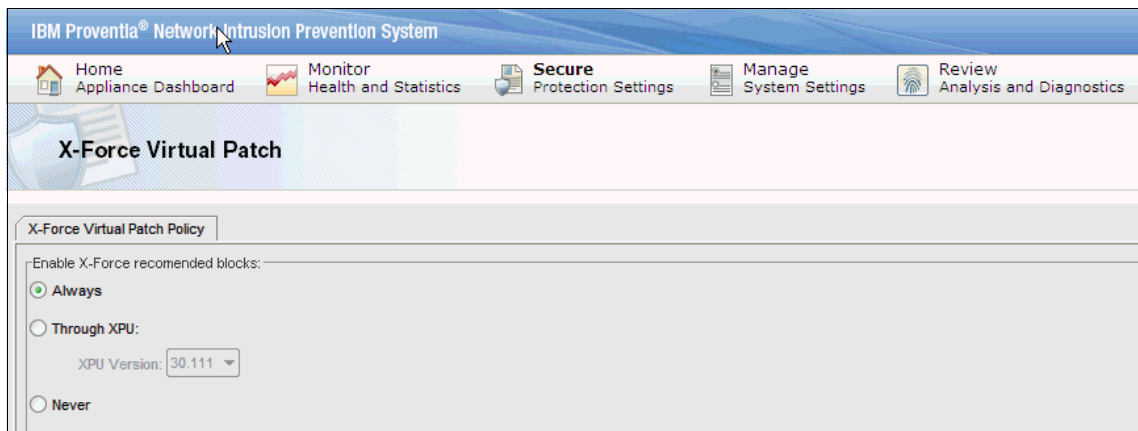 IBM Proventia® Network Intrusion Prevention System
Home
Appliance Dashboard
Monitor
Health and Statistics
Secure
Protection Settings
Manage
System Settings
Review
Analysis and Diagnostics
X-Force Virtual Patch
X-Force Virtual Patch Policy
Enable X-Force recomended blocks:
Always
Through XPU:
XPU Version: 30.111
Never